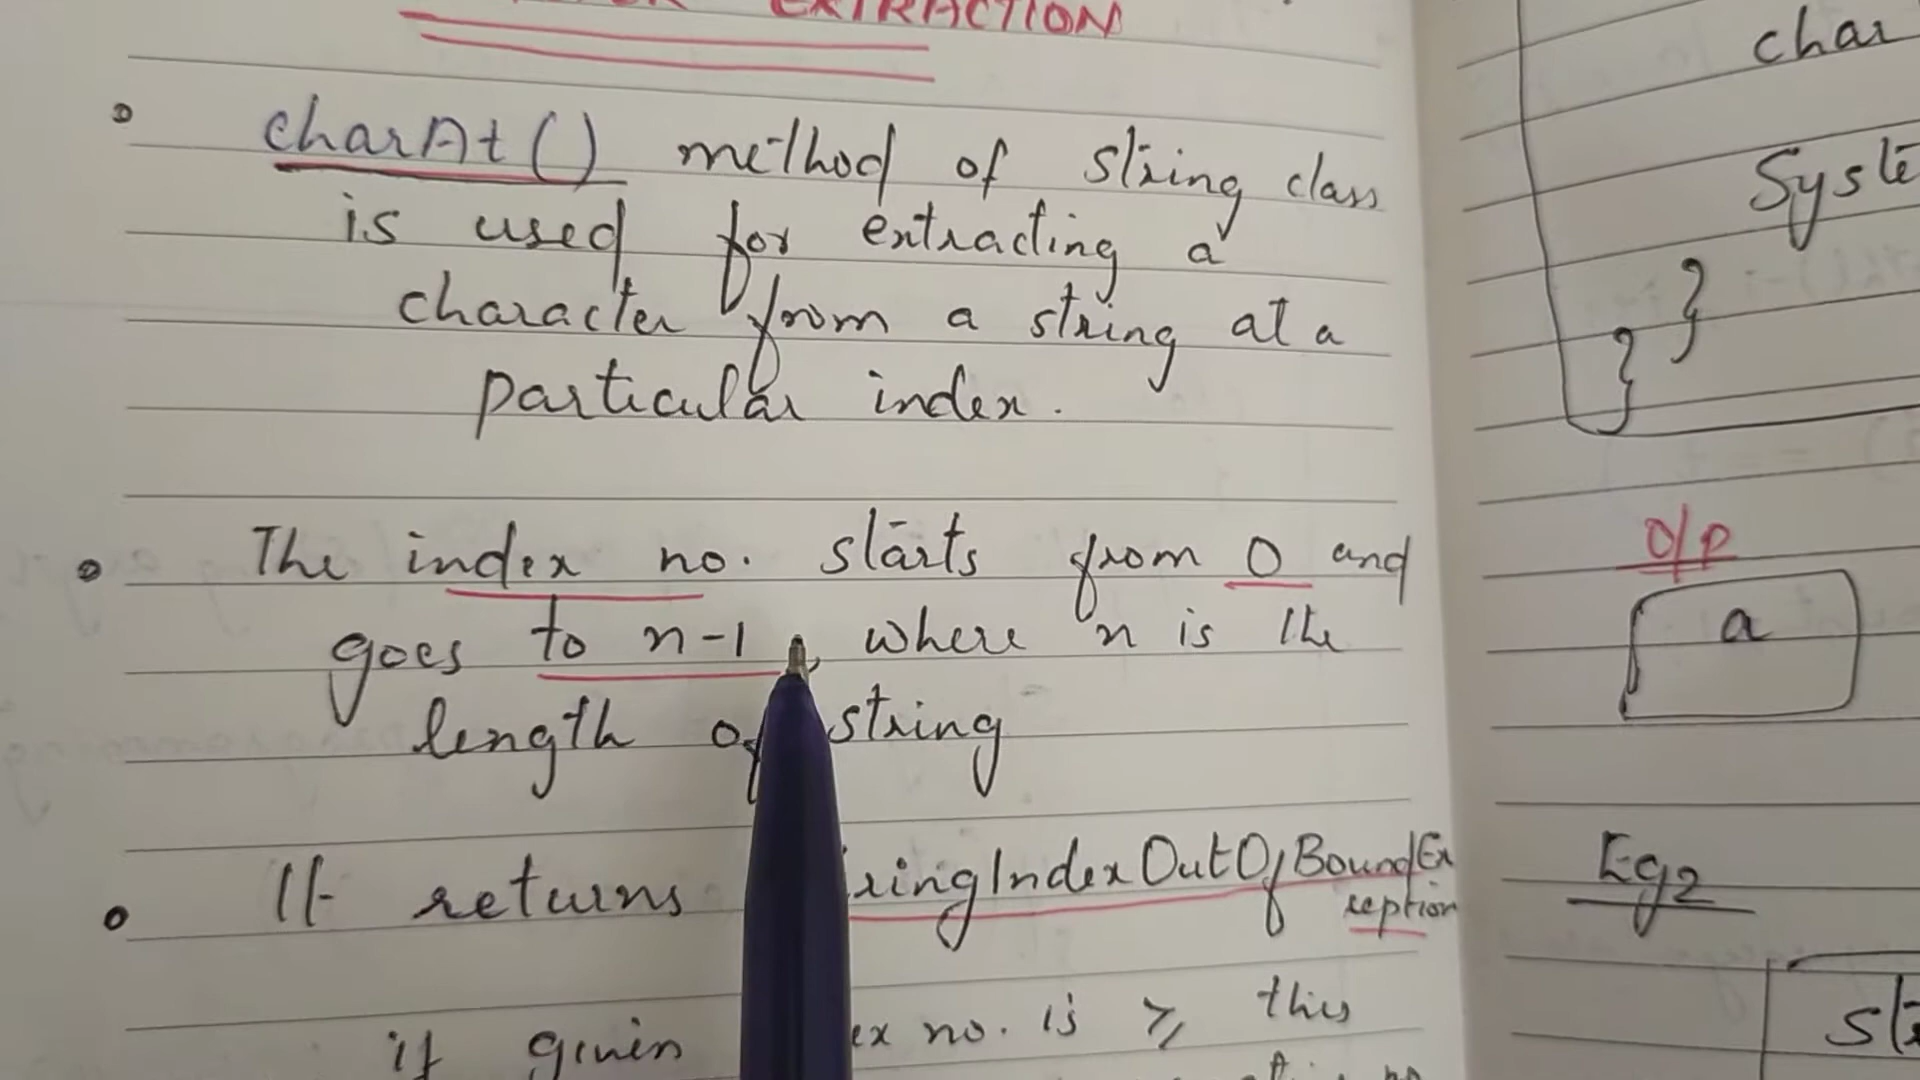 EXTRACTION
charAt() method of string class
is used for extracting a
character from a string at a
particular index.
The index no. starts from 0 and
goes to n-1, where n is the
length of string
It returns ringIndexOutOfBoundEx
ception
if given ex no. is ≥ this
char
Syste
}
}
O/P
a
Eg2